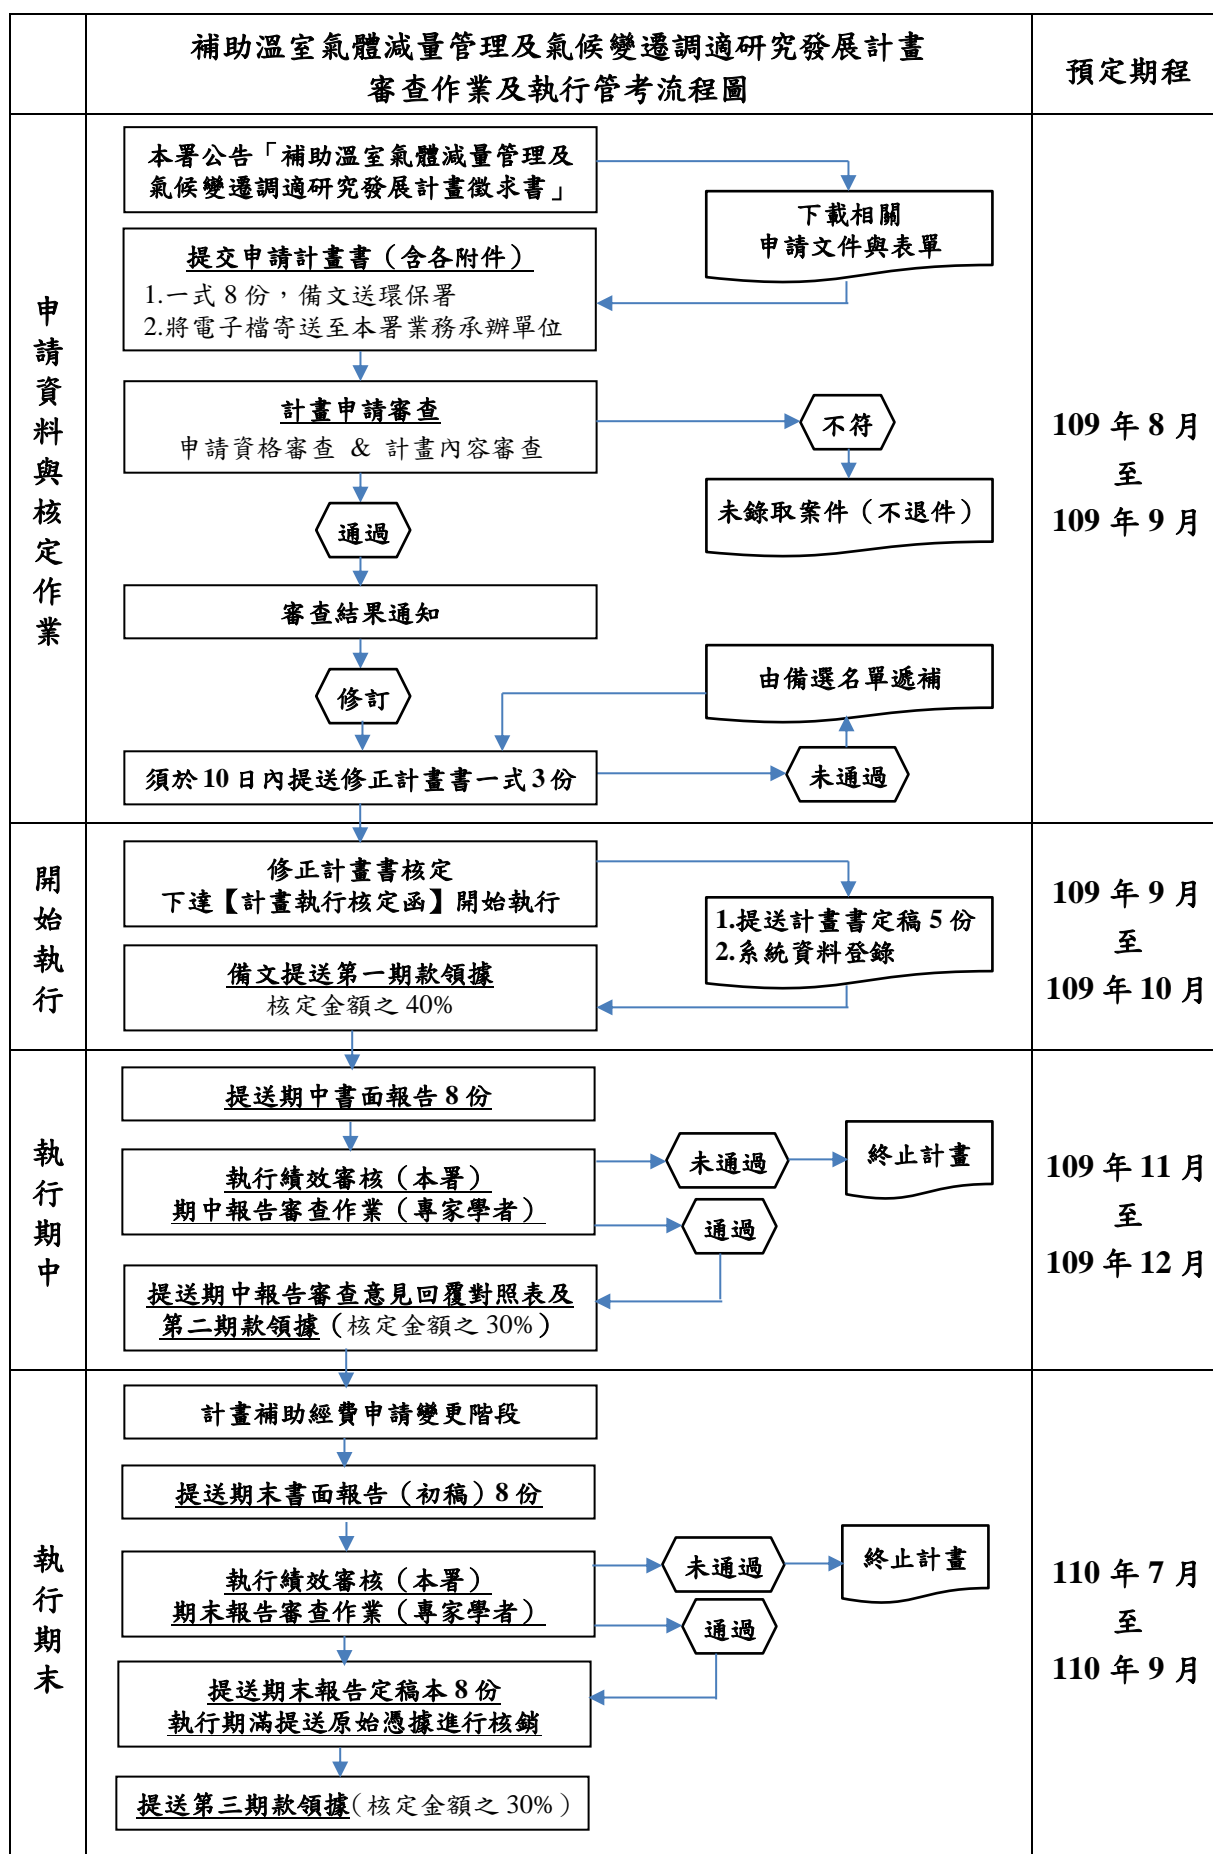 補助溫室氣體減量管理及氣候變遷調適研究發展計畫
審查作業及執行管考流程圖
預定期程
申請資料與核定作業
本署公告「補助溫室氣體減量管理及
氣候變遷調適研究發展計畫徵求書」
下載相關
申請文件與表單
提交申請計畫書（含各附件）
1.一式 8 份，備文送環保署
2.將電子檔寄送至本署業務承辦單位
計畫申請審查
申請資格審查 & 計畫內容審查
不符
未錄取案件（不退件）
通過
審查結果通知
修訂
由備選名單遞補
須於 10 日內提送修正計畫書一式 3 份
未通過
109 年 8 月
至
109 年 9 月
開始執行
修正計畫書核定
下達【計畫執行核定函】開始執行
1.提送計畫書定稿 5 份
2.系統資料登錄
備文提送第一期款領據
核定金額之 40%
109 年 9 月
至
109 年 10 月
執行期中
提送期中書面報告 8 份
執行績效審核（本署）
期中報告審查作業（專家學者）
未通過
終止計畫
通過
提送期中報告審查意見回覆對照表及
第二期款領據（核定金額之 30%）
109 年 11 月
至
109 年 12 月
執行期末
計畫補助經費申請變更階段
提送期末書面報告（初稿）8 份
執行績效審核（本署）
期末報告審查作業（專家學者）
未通過
終止計畫
通過
提送期末報告定稿本 8 份
執行期滿提送原始憑據進行核銷
提送第三期款領據（核定金額之 30%）
110 年 7 月
至
110 年 9 月